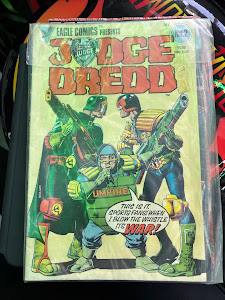 EAGLE COMICS PRESENTS
JUDGE
DREDD
UMPIRE
THIS IS IT,
SPORTS FANS! WHEN
I BLOW THE WHISTLE
IT'S WAR!